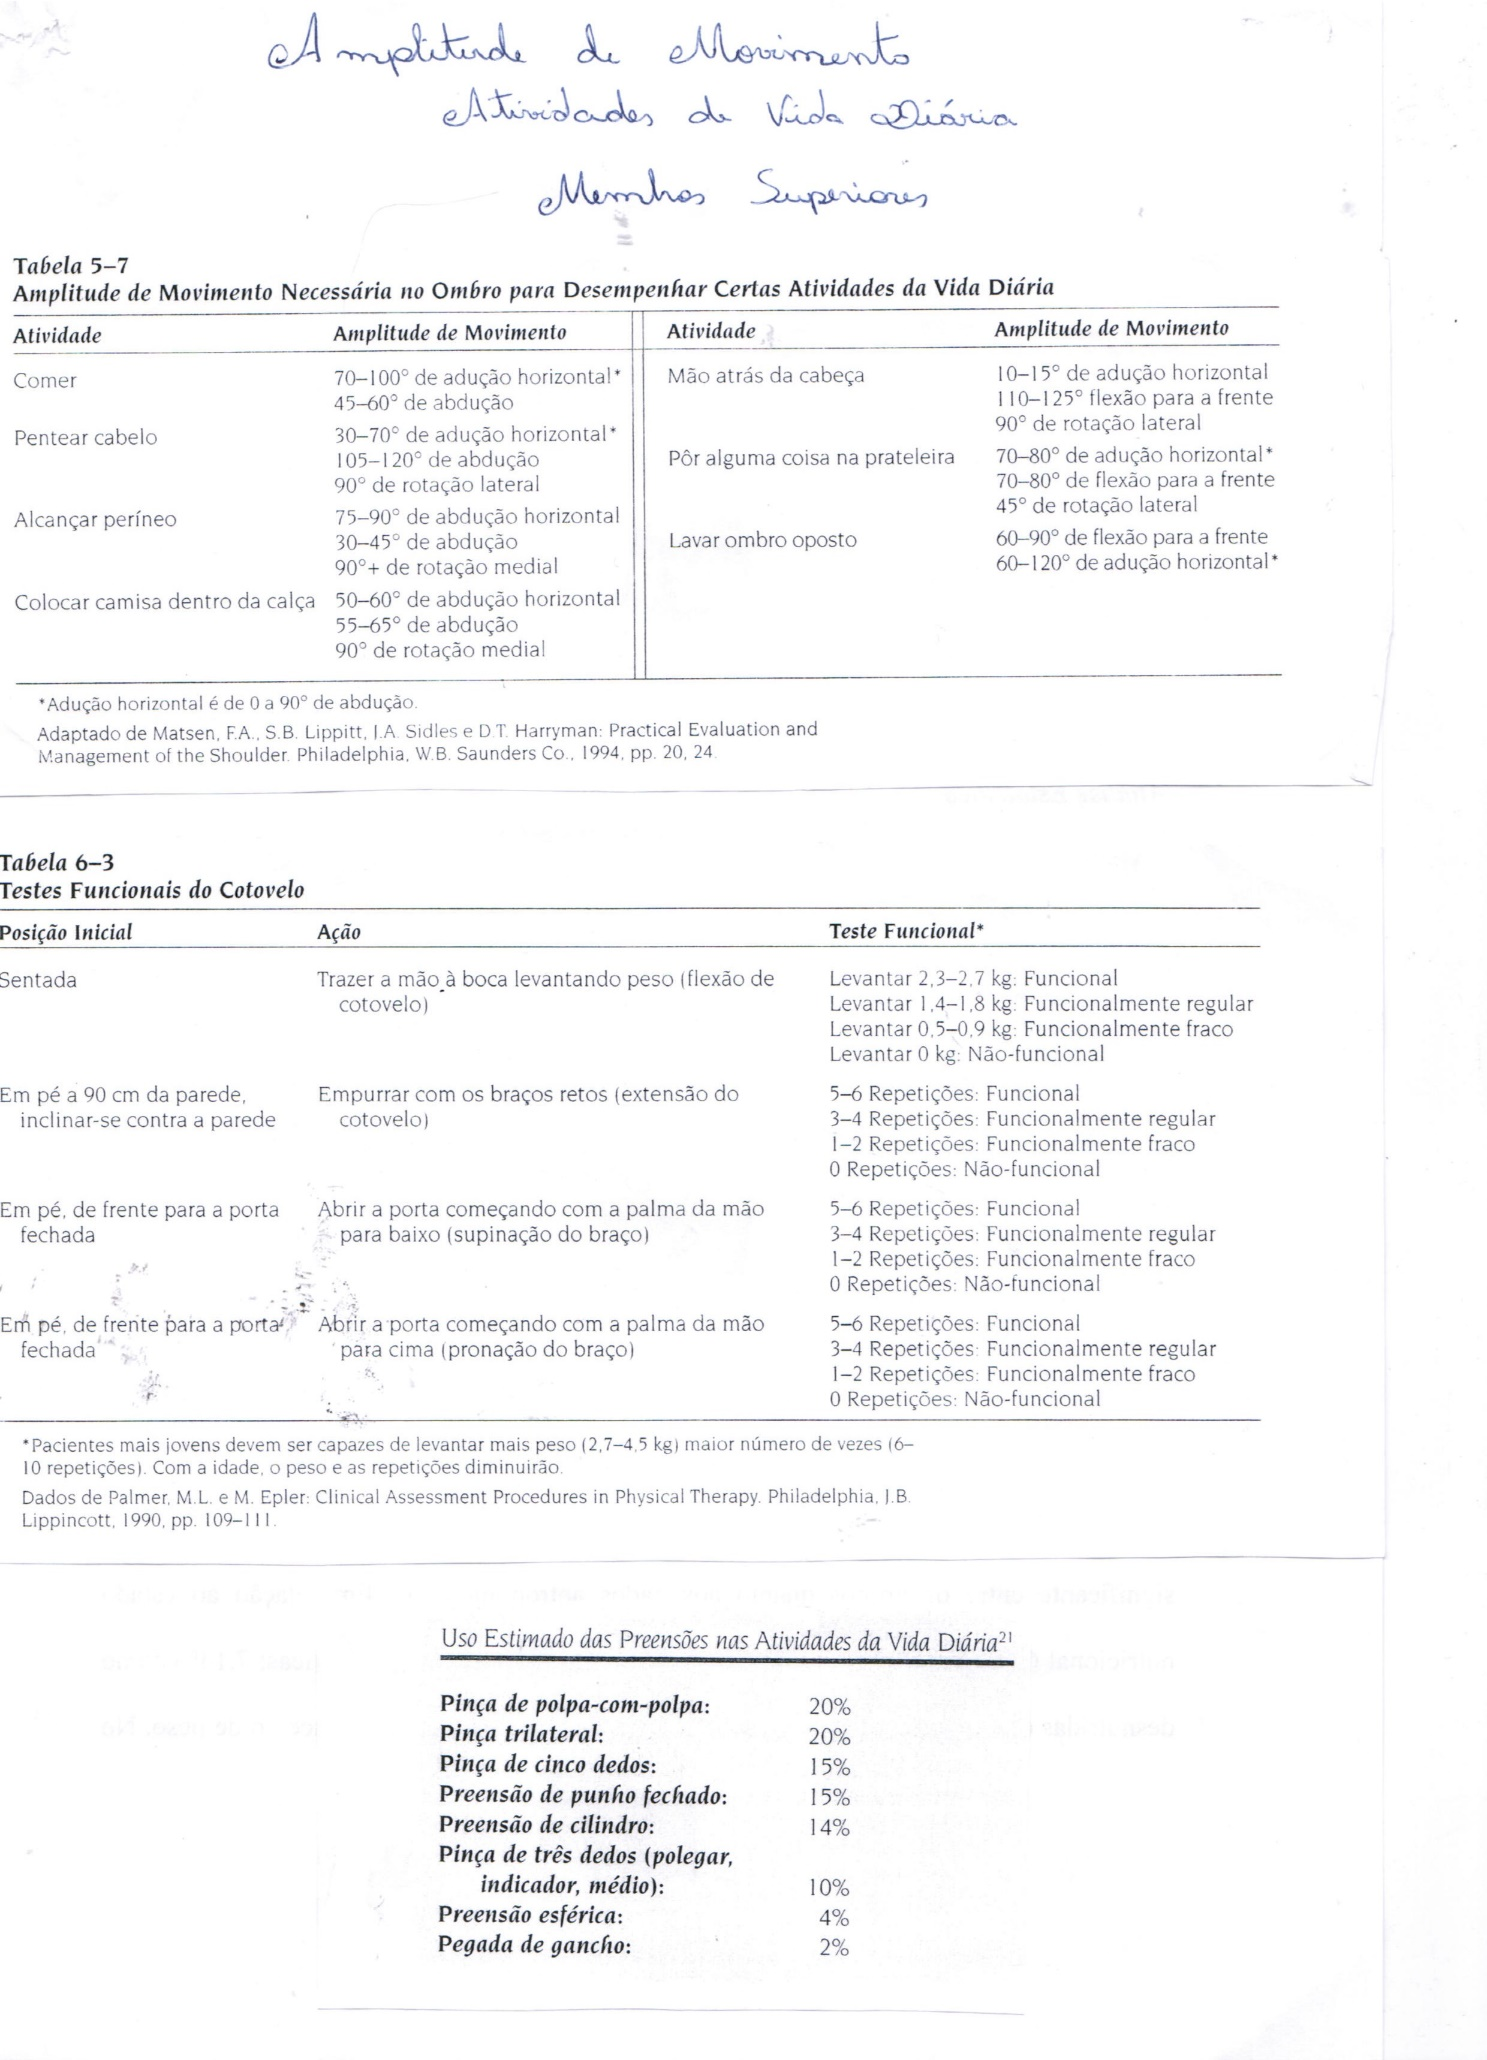 Amplitude de Movimento
Atividades de Vida Diária
Membros Superiores
Tabela 5–7
Amplitude de Movimento Necessária no Ombro para Desempenhar Certas Atividades da Vida Diária
Atividade Amplitude de Movimento
Comer 70–100° de adução horizontal*
45–60° de abdução
Pentear cabelo 30–70° de adução horizontal*
105–120° de abdução
90° de rotação lateral
Alcançar períneo 75–90° de abdução horizontal
30–45° de abdução
90°+ de rotação medial
Colocar camisa dentro da calça 50–60° de abdução horizontal
55–65° de abdução
90° de rotação medial
Atividade Amplitude de Movimento
Mão atrás da cabeça 10–15° de adução horizontal
110–125° flexão para a frente
90° de rotação lateral
Pôr alguma coisa na prateleira 70–80° de adução horizontal*
70–80° de flexão para a frente
45° de rotação lateral
Lavar ombro oposto 60–90° de flexão para a frente
60–120° de adução horizontal*
*Adução horizontal é de 0 a 90° de abdução.
Adaptado de Matsen, F.A., S.B. Lippitt, J.A. Sidles e D.T. Harryman: Practical Evaluation and
Management of the Shoulder. Philadelphia, W.B. Saunders Co., 1994, pp. 20, 24.
Tabela 6–3
Testes Funcionais do Cotovelo
Posição Inicial Ação Teste Funcional*
Sentada Trazer a mão à boca levantando peso (flexão de Levantar 2,3–2,7 kg: Funcional
cotovelo) Levantar 1,4–1,8 kg: Funcionalmente regular
Levantar 0,5–0,9 kg: Funcionalmente fraco
Levantar 0 kg: Não-funcional
Em pé a 90 cm da parede, Empurrar com os braços retos (extensão do 5–6 Repetições: Funcional
inclinar-se contra a parede cotovelo) 3–4 Repetições: Funcionalmente regular
1–2 Repetições: Funcionalmente fraco
0 Repetições: Não-funcional
Em pé, de frente para a porta Abrir a porta começando com a palma da mão 5–6 Repetições: Funcional
fechada para baixo (supinação do braço) 3–4 Repetições: Funcionalmente regular
1–2 Repetições: Funcionalmente fraco
0 Repetições: Não-funcional
Em pé, de frente para a porta Abrir a porta começando com a palma da mão 5–6 Repetições: Funcional
fechada para cima (pronação do braço) 3–4 Repetições: Funcionalmente regular
1–2 Repetições: Funcionalmente fraco
0 Repetições: Não-funcional
*Pacientes mais jovens devem ser capazes de levantar mais peso (2,7–4,5 kg) maior número de vezes (6–
10 repetições). Com a idade, o peso e as repetições diminuirão.
Dados de Palmer, M.L. e M. Epler: Clinical Assessment Procedures in Physical Therapy. Philadelphia, J.B.
Lippincott, 1990, pp. 109–111.
Uso Estimado das Preensões nas Atividades da Vida Diária²¹
Pinça de polpa-com-polpa: 20%
Pinça trilateral: 20%
Pinça de cinco dedos: 15%
Preensão de punho fechado: 15%
Preensão de cilindro: 14%
Pinça de três dedos (polegar,
indicador, médio): 10%
Preensão esférica: 4%
Pegada de gancho: 2%